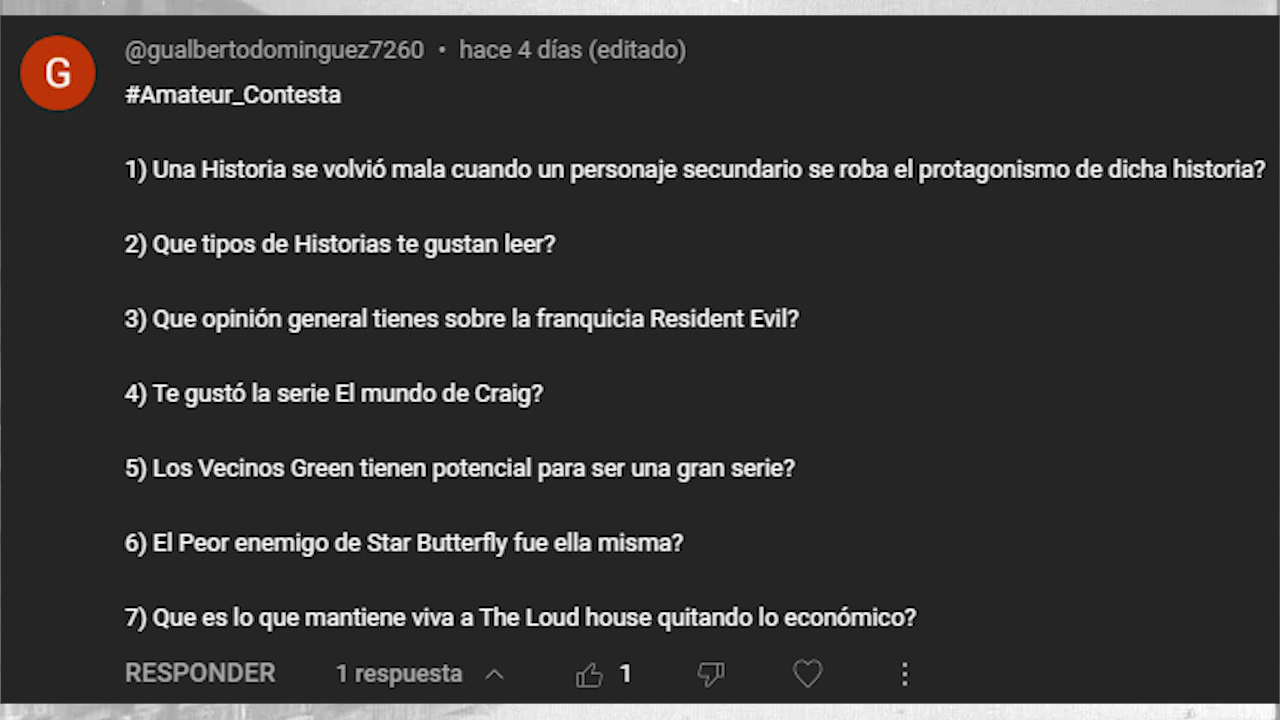 G
@gualbertodominguez7260 • hace 4 días (editado)
#Amateur_Contesta
1) Una Historia se volvió mala cuando un personaje secundario se roba el protagonismo de dicha historia?
2) Que tipos de Historias te gustan leer?
3) Que opinión general tienes sobre la franquicia Resident Evil?
4) Te gustó la serie El mundo de Craig?
5) Los Vecinos Green tienen potencial para ser una gran serie?
6) El Peor enemigo de Star Butterfly fue ella misma?
7) Que es lo que mantiene viva a The Loud house quitando lo económico?
RESPONDER 1 respuesta 1